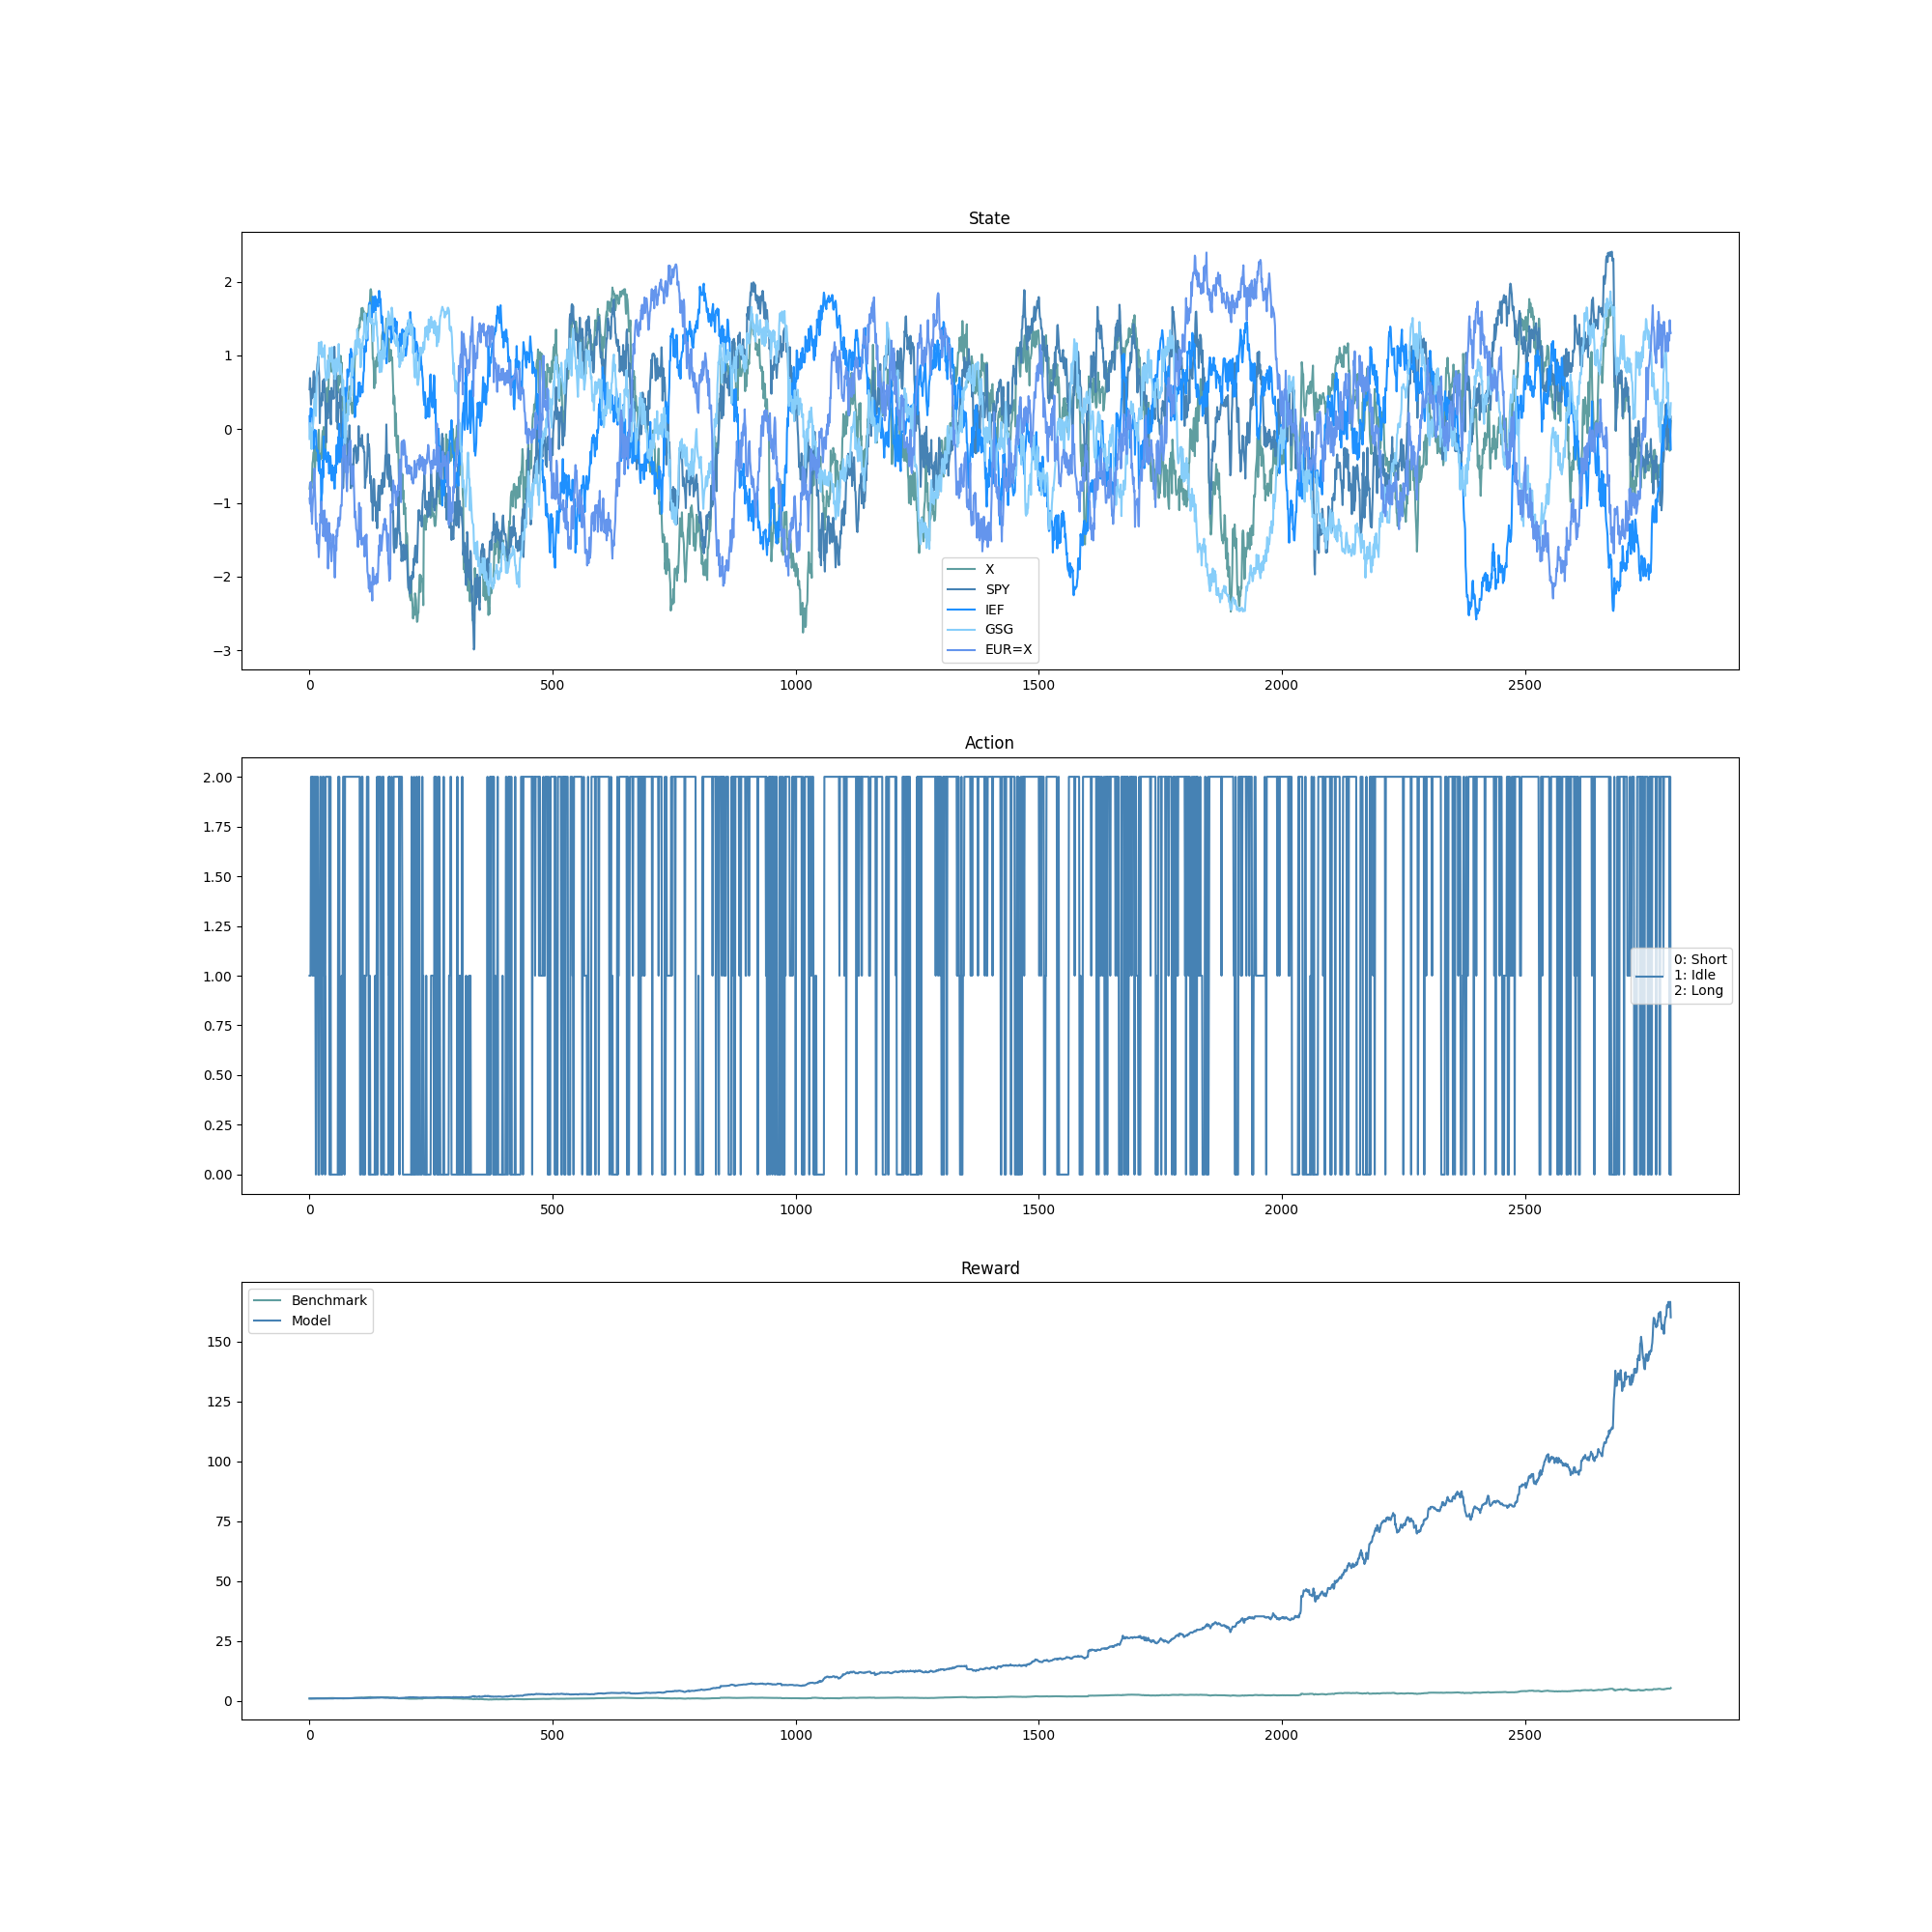 State
2
1
0
−1
−2
−3
X
SPY
IEF
GSG
EUR=X
0 500 1000 1500 2000 2500
Action
2.00
1.75
1.50
1.25
1.00
0.75
0.50
0.25
0.00
0: Short
1: Idle
2: Long
0 500 1000 1500 2000 2500
Reward
Benchmark
Model
150
125
100
75
50
25
0
0 500 1000 1500 2000 2500